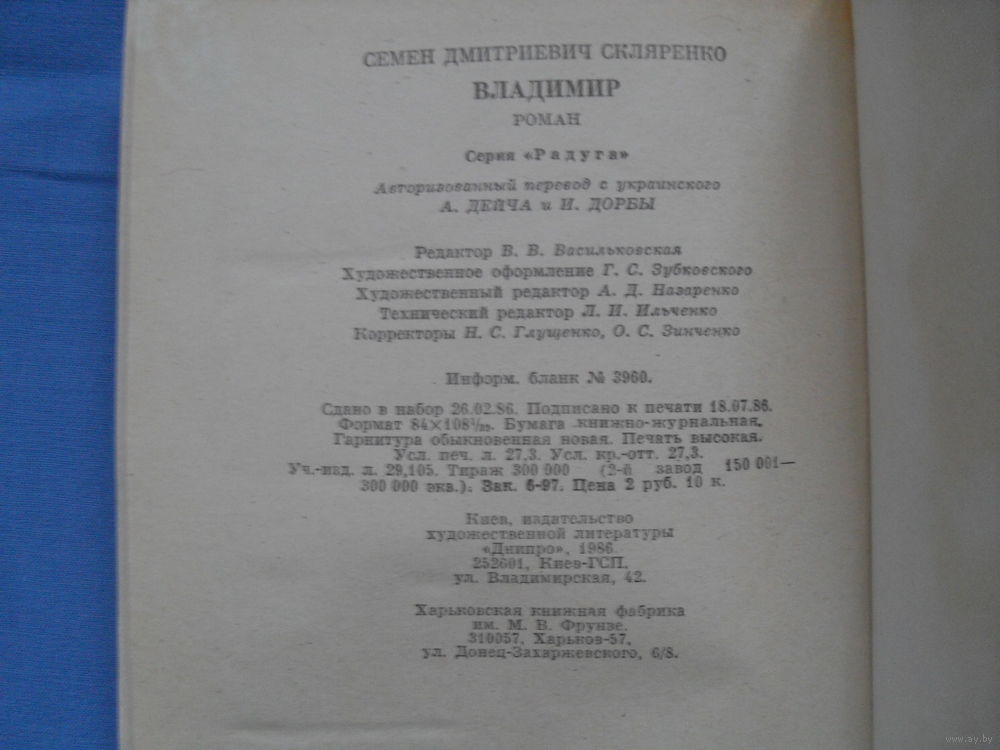 СЕМЕН ДМИТРИЕВИЧ СКЛЯРЕНКО
ВЛАДИМИР
РОМАН
Серия «Радуга»
Авторизованный перевод с украинского
А. ДЕЙЧА и И. ДОРБЫ
Редактор В. В. Васильковская
Художественное оформление Г. С. Зубковского
Художественный редактор А. Д. Назаренко
Технический редактор Л. И. Ильченко
Корректоры Н. С. Глущенко, О. С. Зинченко
Информ. бланк № 3960.
Сдано в набор 26.02.86. Подписано к печати 18.07.86.
Формат 84×108¹/₃₂. Бумага книжно-журнальная.
Гарнитура обыкновенная новая. Печать высокая.
Усл. печ. л. 27,3. Усл. кр.-отт. 27,3.
Уч.-изд. л. 29,105. Тираж 300 000 (2-й завод 150 001—
300 000 экз.). Зак. 6-97. Цена 2 руб. 10 к.
Киев, издательство
художественной литературы
«Днипро», 1986.
252601, Киев-ГСП,
ул. Владимирская, 42.
Харьковская книжная фабрика
им. М. В. Фрунзе.
310057, Харьков-57,
ул. Донец-Захаржевского, 6/8.
www.ay.by